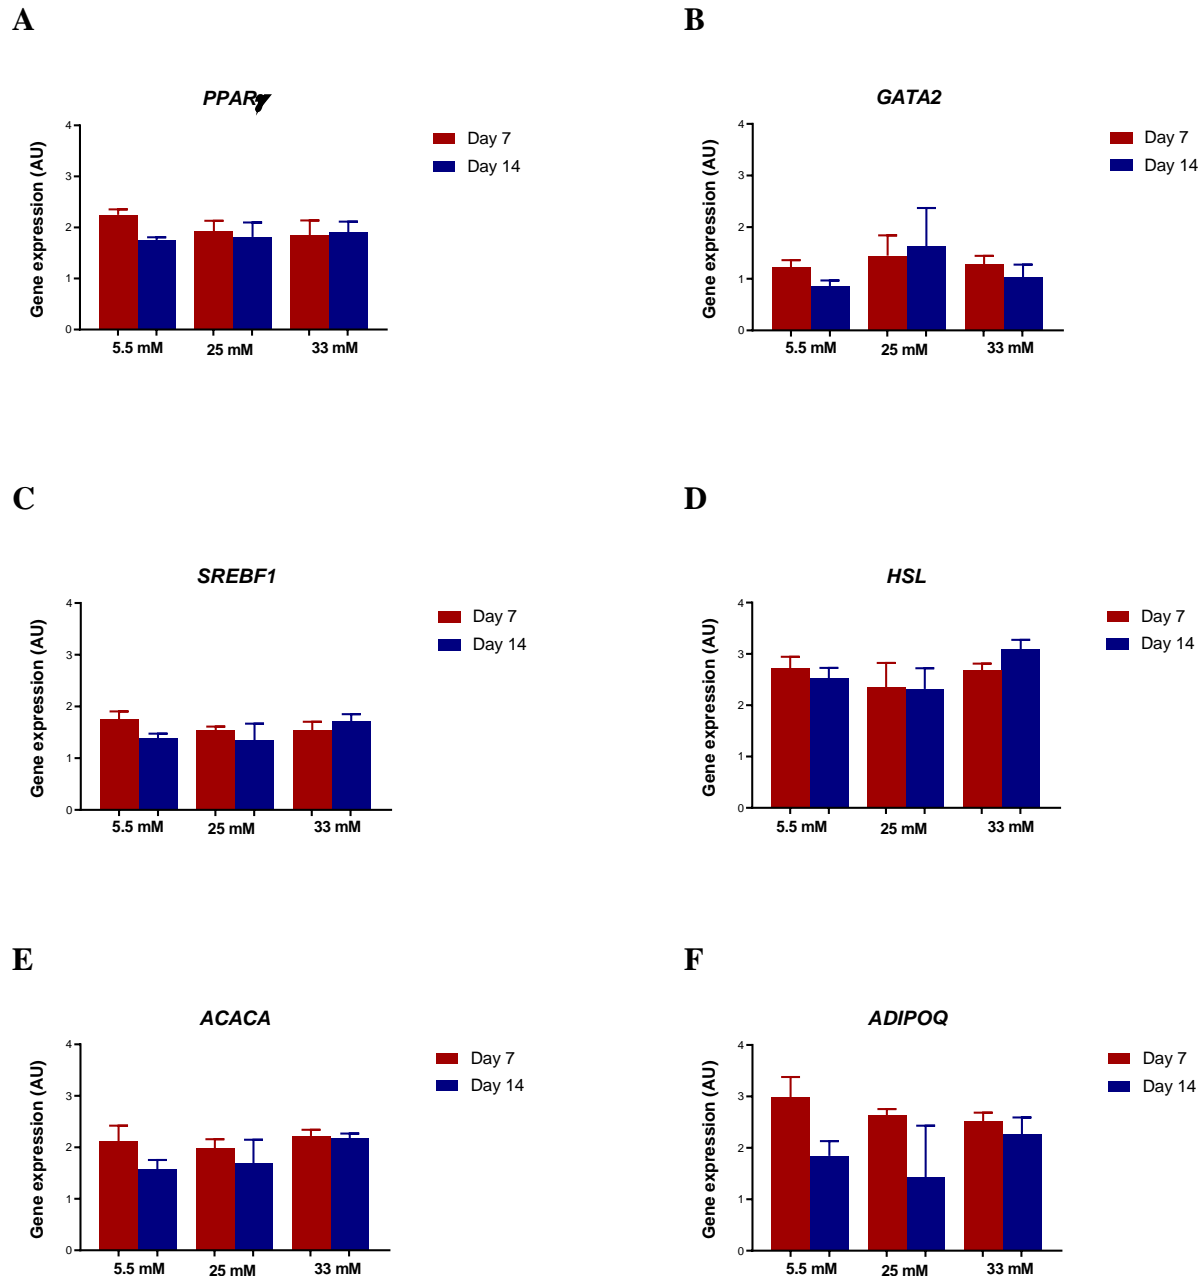 A
PPARγ
Gene expression (AU)
4
3
2
1
0
5.5 mM
25 mM
33 mM
Day 7
Day 14
B
GATA2
Gene expression (AU)
4
3
2
1
0
5.5 mM
25 mM
33 mM
Day 7
Day 14
C
SREBF1
Gene expression (AU)
4
3
2
1
0
5.5 mM
25 mM
33 mM
Day 7
Day 14
D
HSL
Gene expression (AU)
4
3
2
1
0
5.5 mM
25 mM
33 mM
Day 7
Day 14
E
ACACA
Gene expression (AU)
4
3
2
1
0
5.5 mM
25 mM
33 mM
Day 7
Day 14
F
ADIPOQ
Gene expression (AU)
4
3
2
1
0
5.5 mM
25 mM
33 mM
Day 7
Day 14